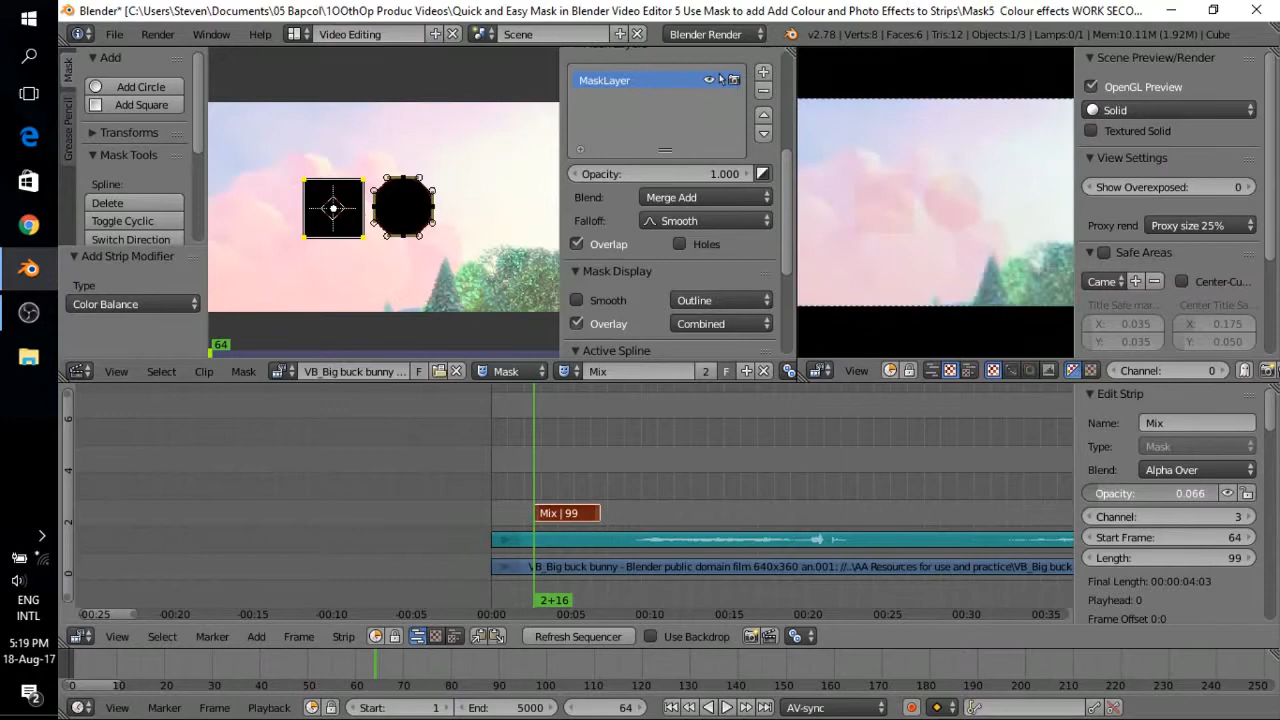 Blender* [C:\Users\Steven\Documents\05 Bapcol\1OOthOp Produc Videos\Quick and Easy Mask in Blender Video Editor 5 Use Mask to add Add Colour and Photo Effects to Strips\Mask5 Colour effects WORK SECO...
File Render Window Help Video Editing Scene Blender Render v2.78 | Verts:8 | Faces:6 | Tris:12 | Objects:1/3 | Lamps:0/1 | Mem:10.11M (1.92M) | Cube
Mask
Grease Pencil
Add
Add Circle
Add Square
Transforms
Mask Tools
Spline:
Delete
Toggle Cyclic
Switch Direction
Add Strip Modifier
Type
Color Balance
64
MaskLayer
Opacity: 1.000
Blend: Merge Add
Falloff: Smooth
Overlap Holes
Mask Display
Smooth Outline
Overlay Combined
Active Spline
Scene Preview/Render
OpenGL Preview
Solid
Textured Solid
View Settings
Show Overexposed: 0
Proxy rend Proxy size 25%
Safe Areas
Came Center-Cu...
Title Safe mar... Center Title Sa...
X: 0.035 X: 0.175
Y: 0.035 Y: 0.050
View Select Clip Mask VB_Big buck bunny ... F Mask Mix 2 F
View Channel: 0
6
4
2
0
Mix | 99
VB_Big buck bunny - Blender public domain film 640x360 an.001: //..\AA Resources for use and practice\VB_Big buck
2+16
-00:25 -00:20 -00:15 -00:10 -00:05 00:00 00:05 00:10 00:15 00:20 00:25 00:30 00:35
Edit Strip
Name: Mix
Type: Mask
Blend: Alpha Over
Opacity: 0.066
Channel: 3
Start Frame: 64
Length: 99
Final Length: 00:00:04:03
Playhead: 0
Frame Offset 0:0
View Select Marker Add Frame Strip Refresh Sequencer Use Backdrop
0 10 20 30 40 50 60 70 80 90 100 110 120 130 140 150 160 170 180 190 200 210 220 230 240 250
View Marker Frame Playback Start: 1 End: 5000 64 AV-sync
ENG
INTL
5:19 PM
18-Aug-17
2